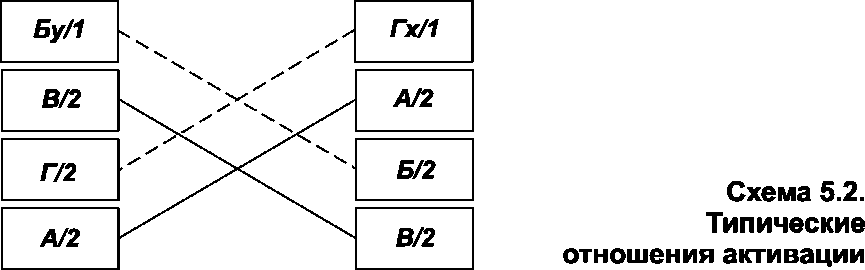 Бу/1 Гх/1
В/2 А/2
Г/2 Б/2
А/2 В/2
Схема 5.2.
Типические
отношения активации